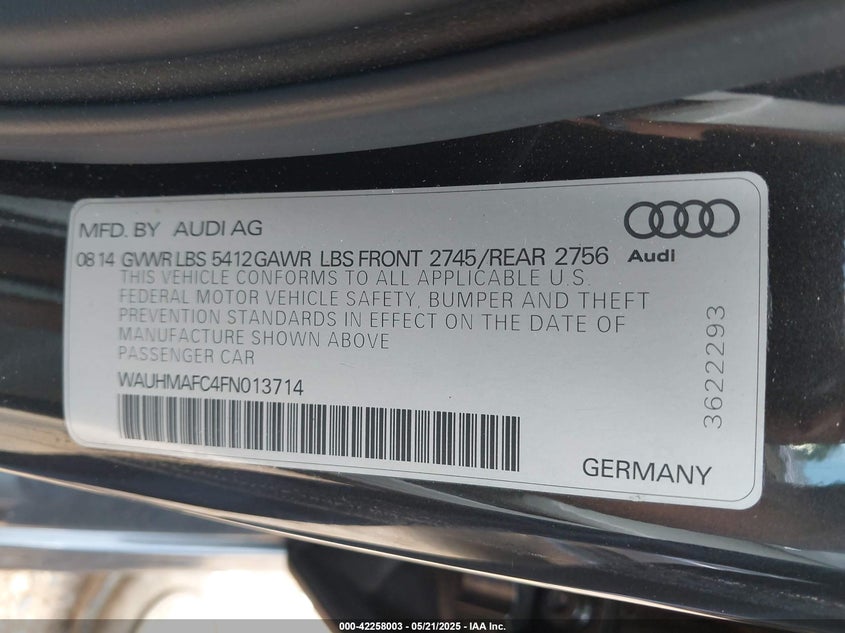 MFD. BY AUDI AG
Audi
08 14 GVWR LBS 5412 GAWR LBS FRONT 2745/REAR 2756
THIS VEHICLE CONFORMS TO ALL APPLICABLE U.S.
FEDERAL MOTOR VEHICLE SAFETY, BUMPER AND THEFT
PREVENTION STANDARDS IN EFFECT ON THE DATE OF
MANUFACTURE SHOWN ABOVE
PASSENGER CAR
WAUHMAFC4FN013714
3622293
GERMANY
000-42258003 — 05/21/2025 — IAA Inc.